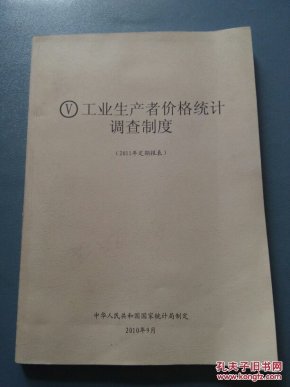 Ⓥ工业生产者价格统计
调查制度
（2011年定期报表）
中华人民共和国国家统计局制定
2010年9月
孔夫子旧书网